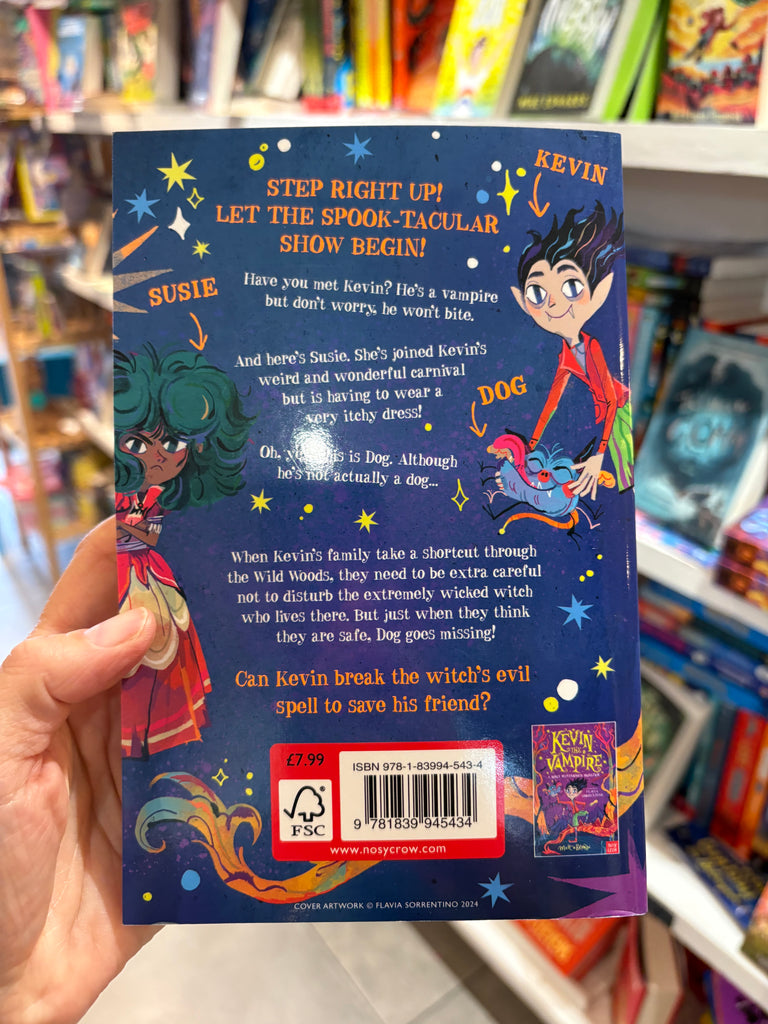 KEVIN
STEP RIGHT UP!
LET THE SPOOK-TACULAR
SHOW BEGIN!
SUSIE
Have you met Kevin? He's a vampire
but don't worry, he won't bite.
And here's Susie. She's joined Kevin's
weird and wonderful carnival
but is having to wear a
very itchy dress!
DOG
Oh, is Dog. Although
he's not actually a dog...
When Kevin's family take a shortcut through
the Wild Woods, they need to be extra careful
not to disturb the extremely wicked witch
who lives there. But just when they think
they are safe, Dog goes missing!
Can Kevin break the witch's evil
spell to save his friend?
£7.99
ISBN 978-1-83994-543-4
FSC
9 781839 945434
www.nosycrow.com
KEVIN
THE
VAMPIRE
COVER ARTWORK © FLAVIA SORRENTINO 2024